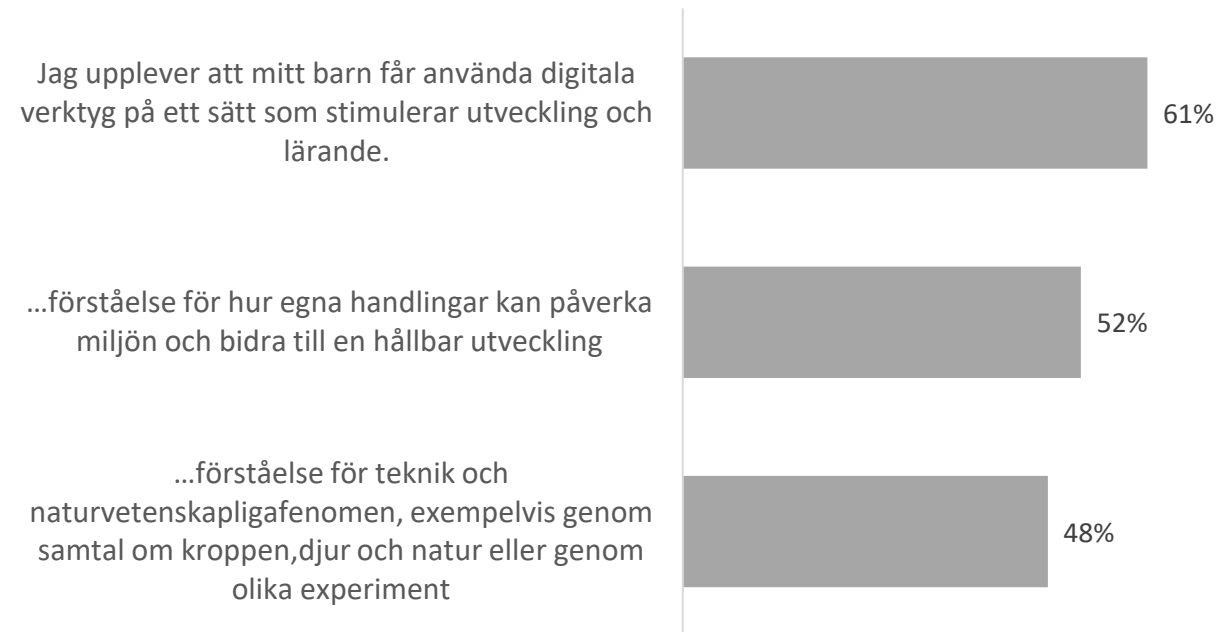 Jag upplever att mitt barn får använda digitala
verktyg på ett sätt som stimulerar utveckling och
lärande.
61%
…förståelse för hur egna handlingar kan påverka
miljön och bidra till en hållbar utveckling
52%
…förståelse för teknik och
naturvetenskapligafenomen, exempelvis genom
samtal om kroppen,djur och natur eller genom
olika experiment
48%